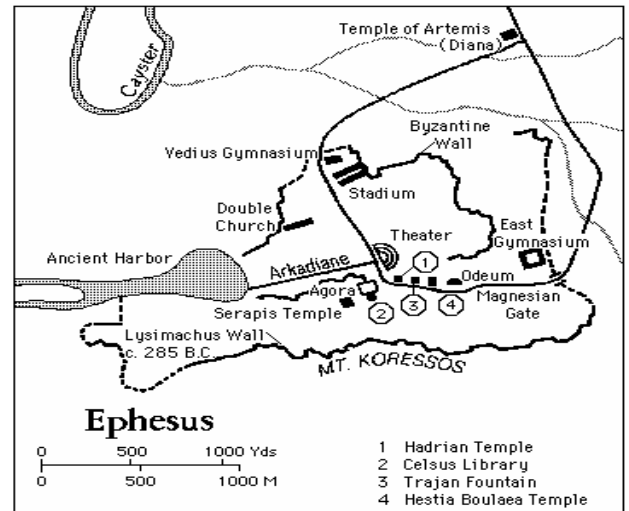 Temple of Artemis
(Diana)
Cayster
Byzantine
Wall
Vedius Gymnasium
Stadium
Double
Church
Theater
East
Gymnasium
Ancient Harbor
Arkadiane
1
Odeum
Agora
Serapis Temple
2
3
4
Magnesian
Gate
Lysimachus Wall
c. 285 B.C.
MT. KORESSOS
Ephesus
0 500 1000 Yds
0 500 1000 M
1 Hadrian Temple
2 Celsus Library
3 Trajan Fountain
4 Hestia Boulaea Temple